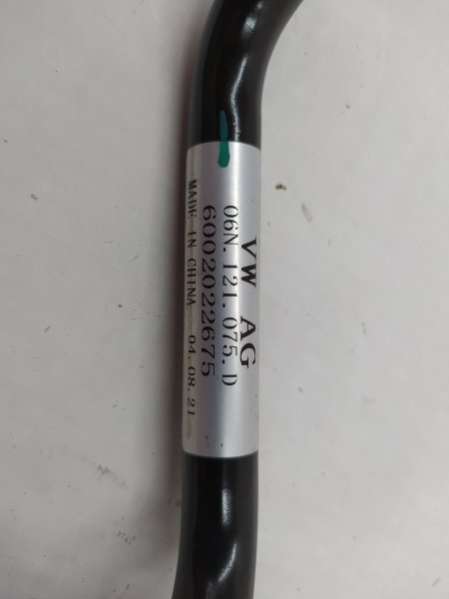 VW AG
06N.121.075.D
6002022675
MADE IN CHINA 04.08.21